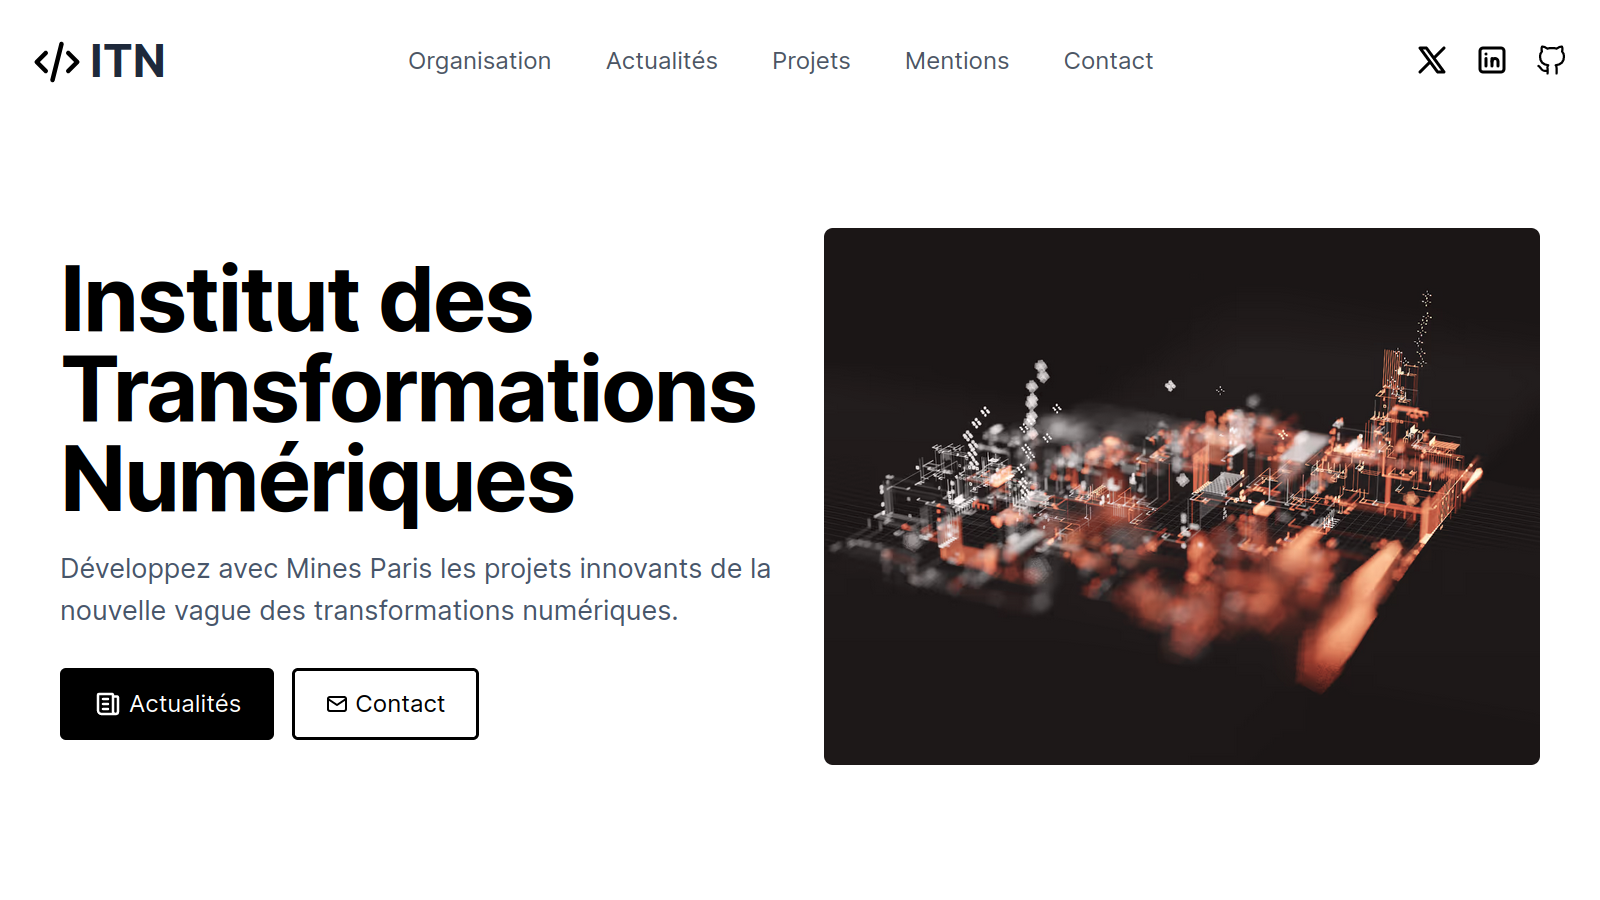 ITN
Organisation
Actualités
Projets
Mentions
Contact
Institut des
Transformations
Numériques
Développez avec Mines Paris les projets innovants de la
nouvelle vague des transformations numériques.
Actualités
Contact